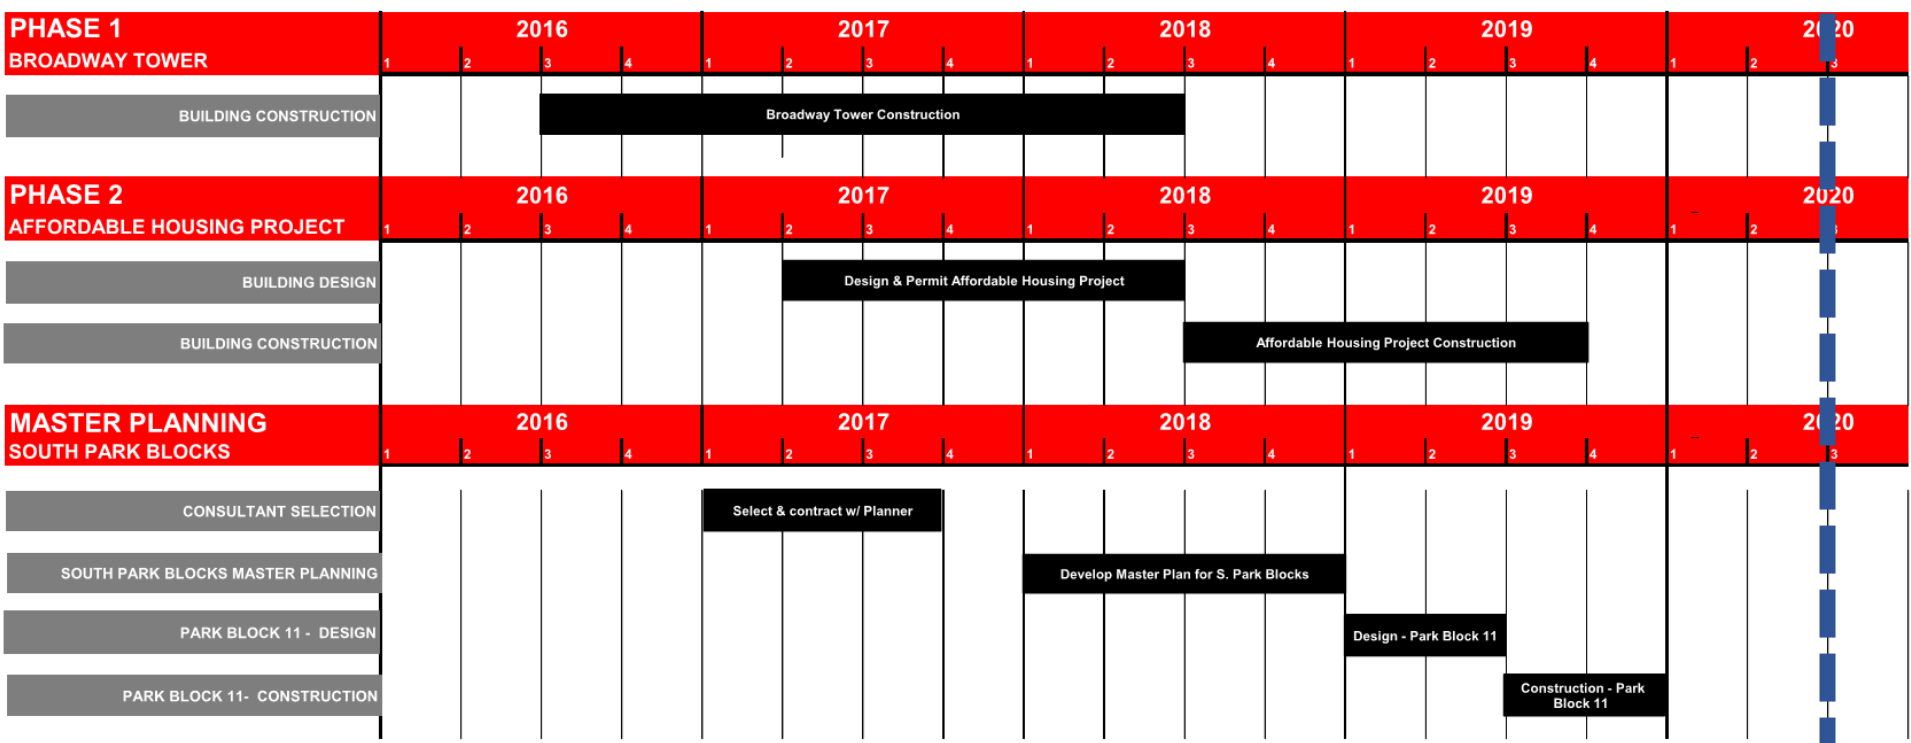 PHASE 1
2016 2017 2018 2019 2020
BROADWAY TOWER
1 2 3 4 1 2 3 4 1 2 3 4 1 2 3 4 1 2 3
BUILDING CONSTRUCTION
Broadway Tower Construction
PHASE 2
2016 2017 2018 2019 2020
AFFORDABLE HOUSING PROJECT
1 2 3 4 1 2 3 4 1 2 3 4 1 2 3 4 1 2 3
BUILDING DESIGN
Design & Permit Affordable Housing Project
BUILDING CONSTRUCTION
Affordable Housing Project Construction
MASTER PLANNING
2016 2017 2018 2019 2020
SOUTH PARK BLOCKS
1 2 3 4 1 2 3 4 1 2 3 4 1 2 3 4 1 2 3
CONSULTANT SELECTION
Select & contract w/ Planner
SOUTH PARK BLOCKS MASTER PLANNING
Develop Master Plan for S. Park Blocks
PARK BLOCK 11 - DESIGN
Design - Park Block 11
PARK BLOCK 11- CONSTRUCTION
Construction - Park
Block 11